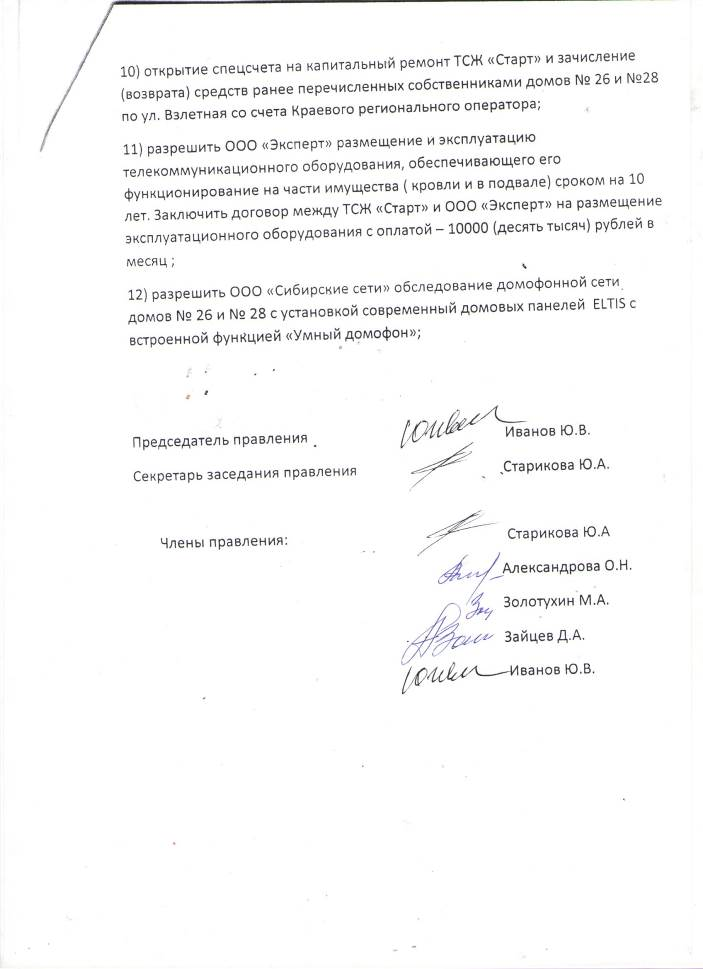 10) открытие спецсчета на капитальный ремонт ТСЖ «Старт» и зачисление
(возврата) средств ранее перечисленных собственниками домов № 26 и №28
по ул. Взлетная со счета Краевого регионального оператора;
11) разрешить ООО «Эксперт» размещение и эксплуатацию
телекоммуникационного оборудования, обеспечивающего его
функционирование на части имущества ( кровли и в подвале) сроком на 10
лет. Заключить договор между ТСЖ «Старт» и ООО «Эксперт» на размещение
эксплуатационного оборудования с оплатой – 10000 (десять тысяч) рублей в
месяц ;
12) разрешить ООО «Сибирские сети» обследование домофонной сети
домов № 26 и № 28 с установкой современный домовых панелей ELTIS с
встроенной функцией «Умный домофон»;
Председатель правления Иванов Ю.В.
Секретарь заседания правления Старикова Ю.А.
Члены правления: Старикова Ю.А
Александрова О.Н.
Золотухин М.А.
Зайцев Д.А.
Иванов Ю.В.